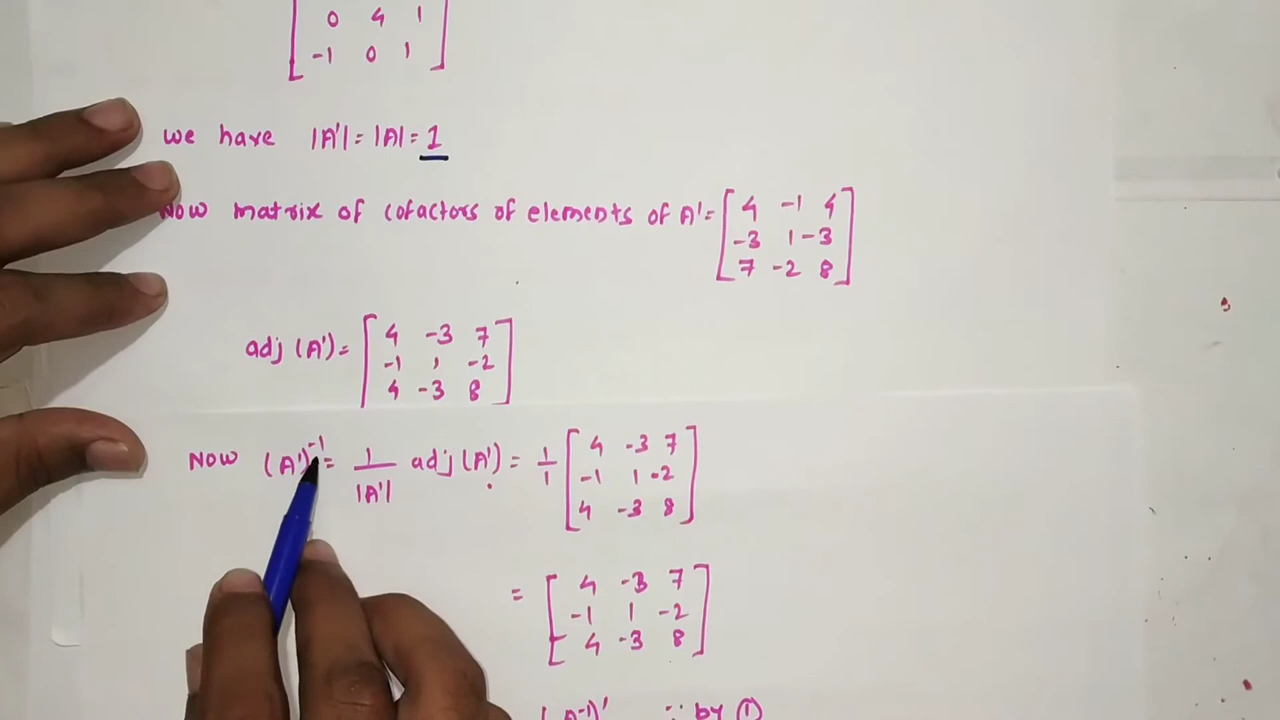 0 4 1
-1 0 1
we have |A'| = |A| = 1
Now matrix of cofactors of elements of A' = [4 -1 4
-3 1 -3
7 -2 8]
adj (A') = [4 -3 7
-1 1 -2
4 -3 8]
Now (A')⁻¹ = 1/|A'| adj (A') = 1/1 [4 -3 7
-1 1 -2
4 -3 8]
= [4 -3 7
-1 1 -2
4 -3 8]
(A⁻¹)' ∵ by ①